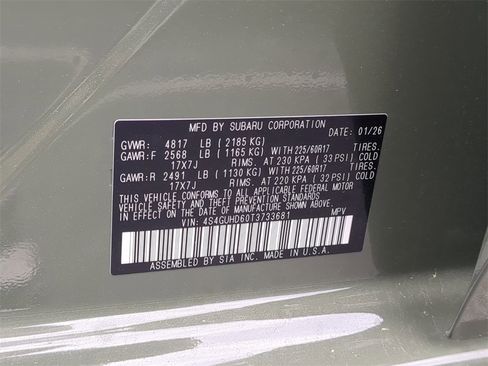 MFD BY SUBARU CORPORATION DATE: 01/26
GVWR: 4817 LB (2185 KG)
GAWR:F 2568 LB (1165 KG) WITH 225/60R17 TIRES.
17X7J RIMS. AT 230 KPA (33 PSI) COLD
GAWR:R 2491 LB (1130 KG) WITH 225/60R17 TIRES.
17X7J RIMS. AT 220 KPA (32 PSI) COLD
THIS VEHICLE CONFORMS TO ALL APPLICABLE FEDERAL MOTOR
VEHICLE SAFETY AND THEFT PREVENTION STANDARDS
IN EFFECT ON THE DATE OF MANUFACTURE SHOWN ABOVE.
VIN: 4S4GUHD60T3733681 MPV
ASSEMBLED BY SIA INC. MADE IN U.S.A.